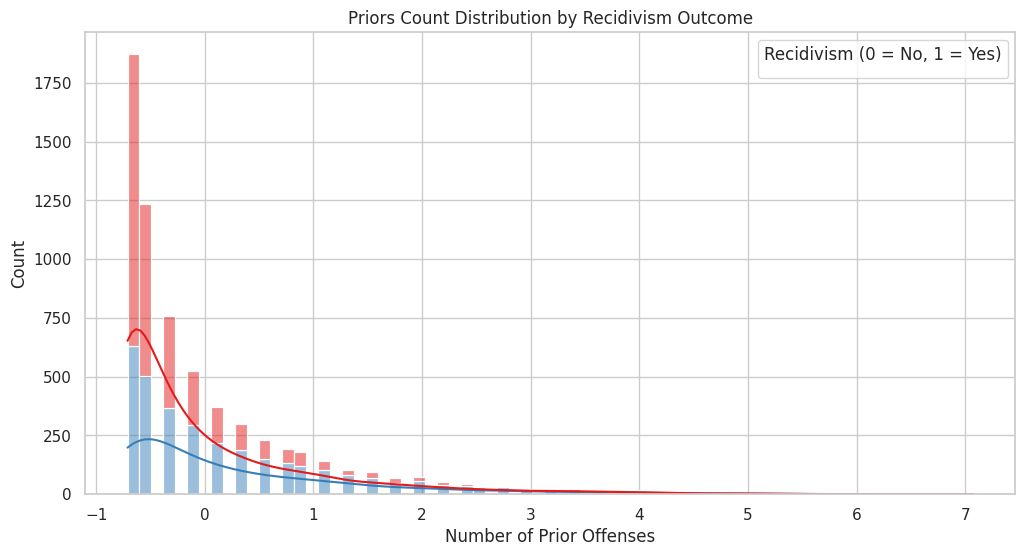 Priors Count Distribution by Recidivism Outcome
Recidivism (0 = No, 1 = Yes)
Count
1750
1500
1250
1000
750
500
250
0
−1 0 1 2 3 4 5 6 7
Number of Prior Offenses